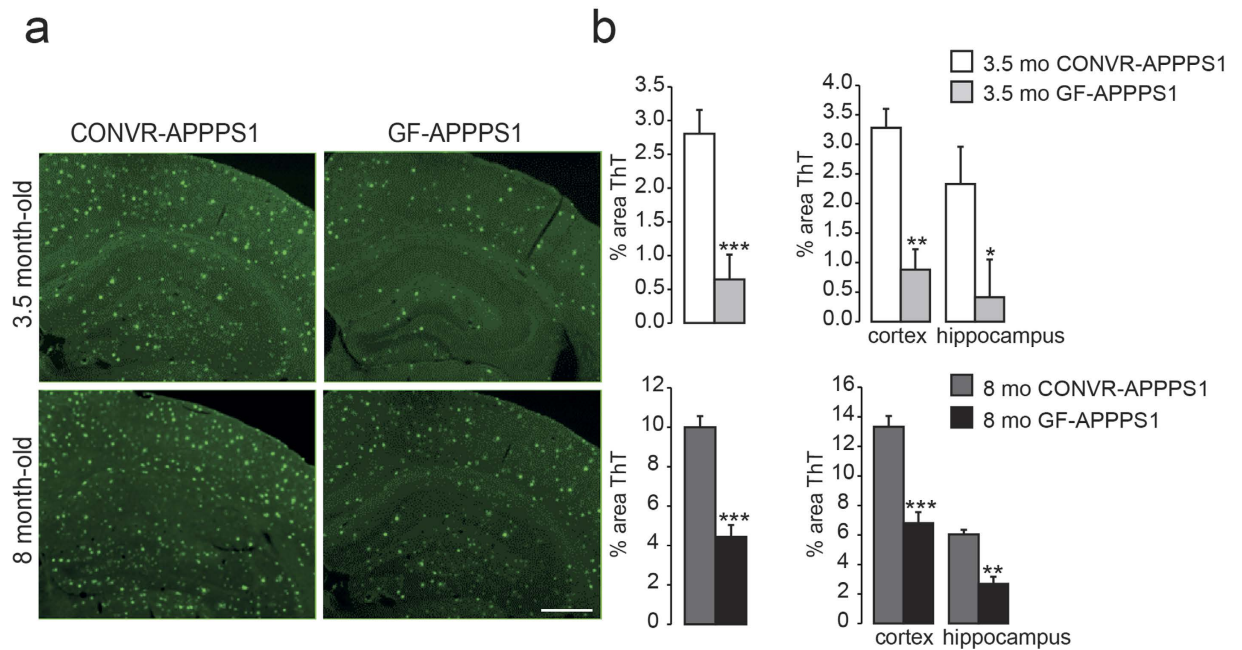 a
CONVR-APPPS1
GF-APPPS1
3.5 month-old
8 month-old
b
3.5 mo CONVR-APPPS1
3.5 mo GF-APPPS1
% area ThT
3.5
3.0
2.5
2.0
1.5
1.0
0.5
0.0
***
% area ThT
4.0
3.5
3.0
2.5
2.0
1.5
1.0
0.5
0.0
**
*
cortex
hippocampus
8 mo CONVR-APPPS1
8 mo GF-APPPS1
% area ThT
12
10
8
6
4
2
0
***
% area ThT
16
14
12
10
8
6
4
2
0
***
**
cortex
hippocampus